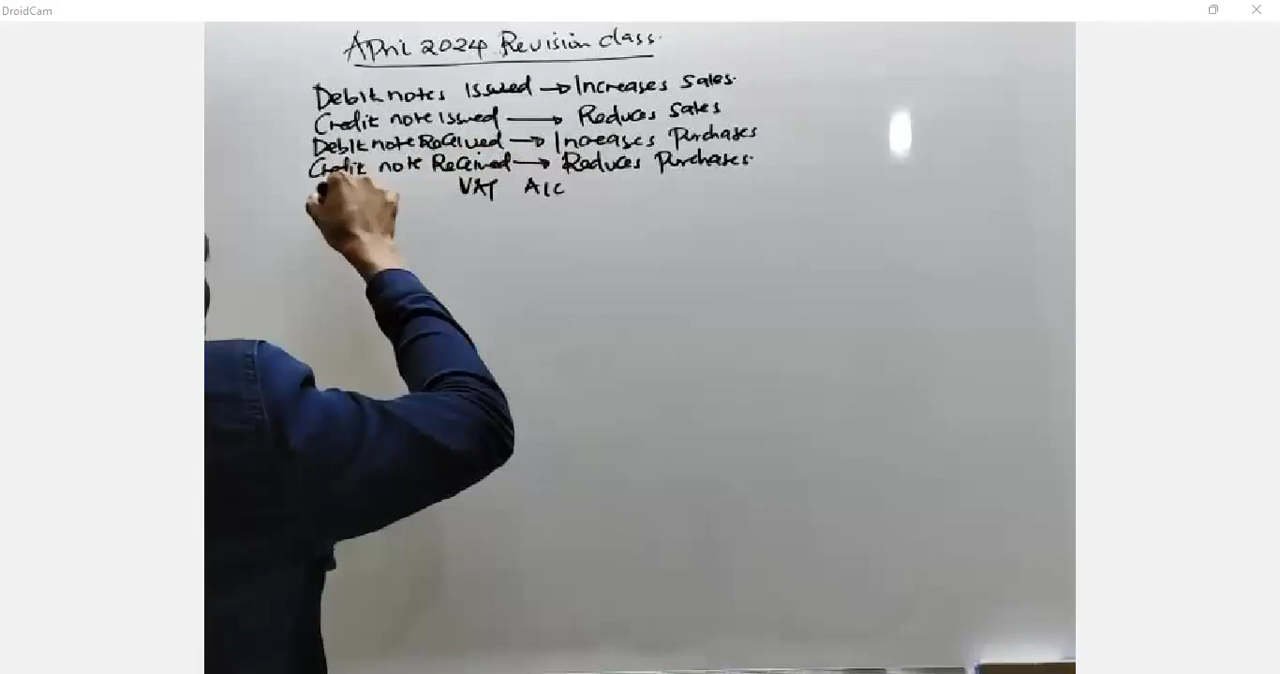 DroidCam
April 2024 Revision class.
Debit notes Issued → Increases Sales.
Credit note Issued → Reduces Sales
Debit note Received → Increases Purchases
Credit note Received → Reduces Purchases.
VAT A/C